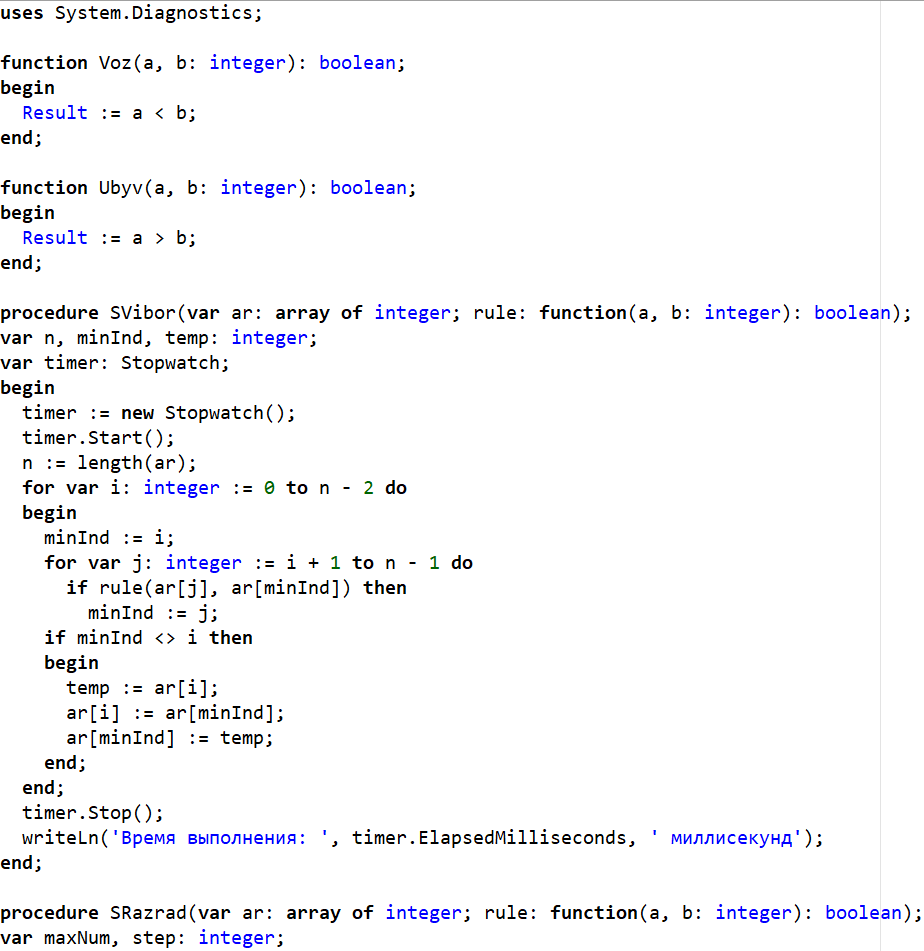 uses System.Diagnostics;

function Voz(a, b: integer): boolean;
begin
  Result := a < b;
end;

function Ubyv(a, b: integer): boolean;
begin
  Result := a > b;
end;

procedure SVibor(var ar: array of integer; rule: function(a, b: integer): boolean);
var n, minInd, temp: integer;
var timer: Stopwatch;
begin
  timer := new Stopwatch();
  timer.Start();
  n := length(ar);
  for var i: integer := 0 to n - 2 do
  begin
    minInd := i;
    for var j: integer := i + 1 to n - 1 do
      if rule(ar[j], ar[minInd]) then
        minInd := j;
    if minInd <> i then
    begin
      temp := ar[i];
      ar[i] := ar[minInd];
      ar[minInd] := temp;
    end;
  end;
  timer.Stop();
  writeLn('Время выполнения: ', timer.ElapsedMilliseconds, ' миллисекунд');
end;

procedure SRazrad(var ar: array of integer; rule: function(a, b: integer): boolean);
var maxNum, step: integer;